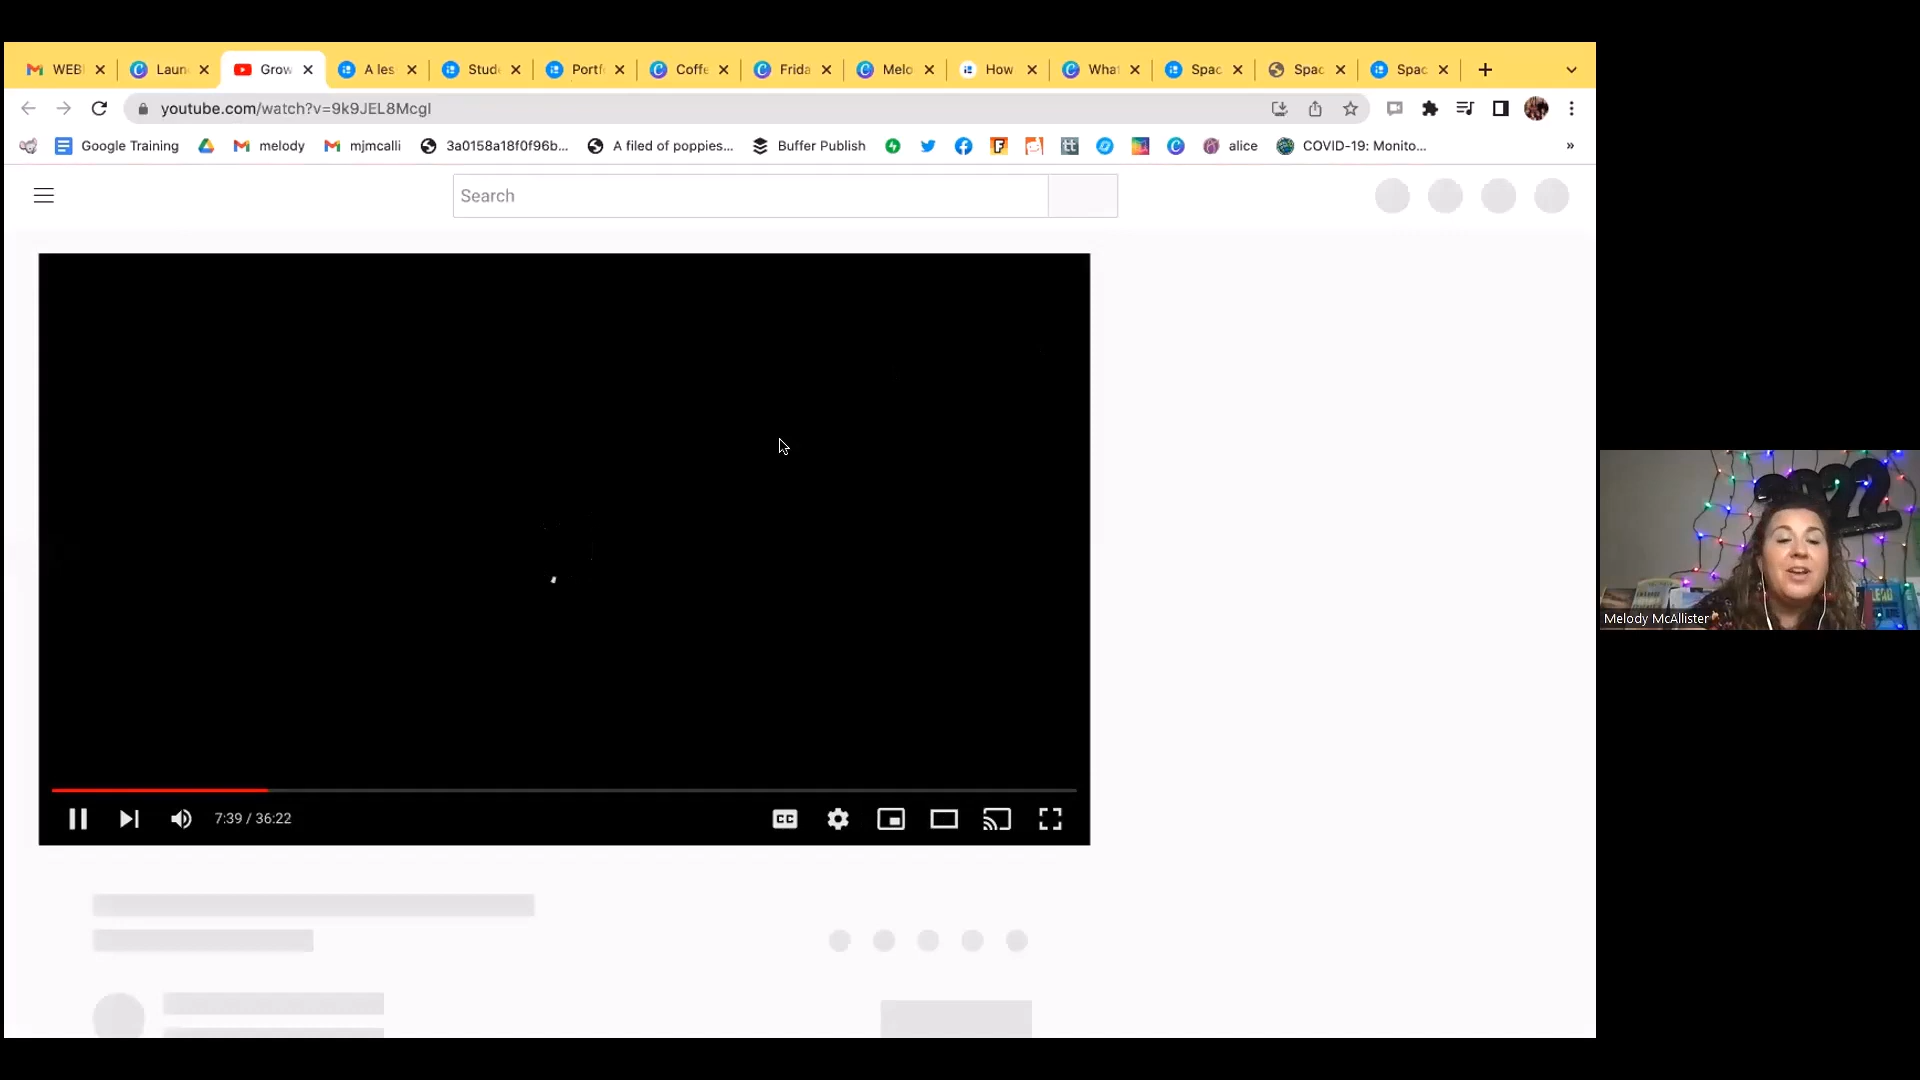 WEB Laun Grow A les Stud Portf Coffe Frida Melo How What Spac Spac Spac
youtube.com/watch?v=9k9JEL8McgI
Google Training melody mjmcalli 3a0158a18f0f96b... A filed of poppies... Buffer Publish alice COVID-19: Monito... »
Search
2022
LEAD
Melody McAllister
7:39 / 36:22
CC